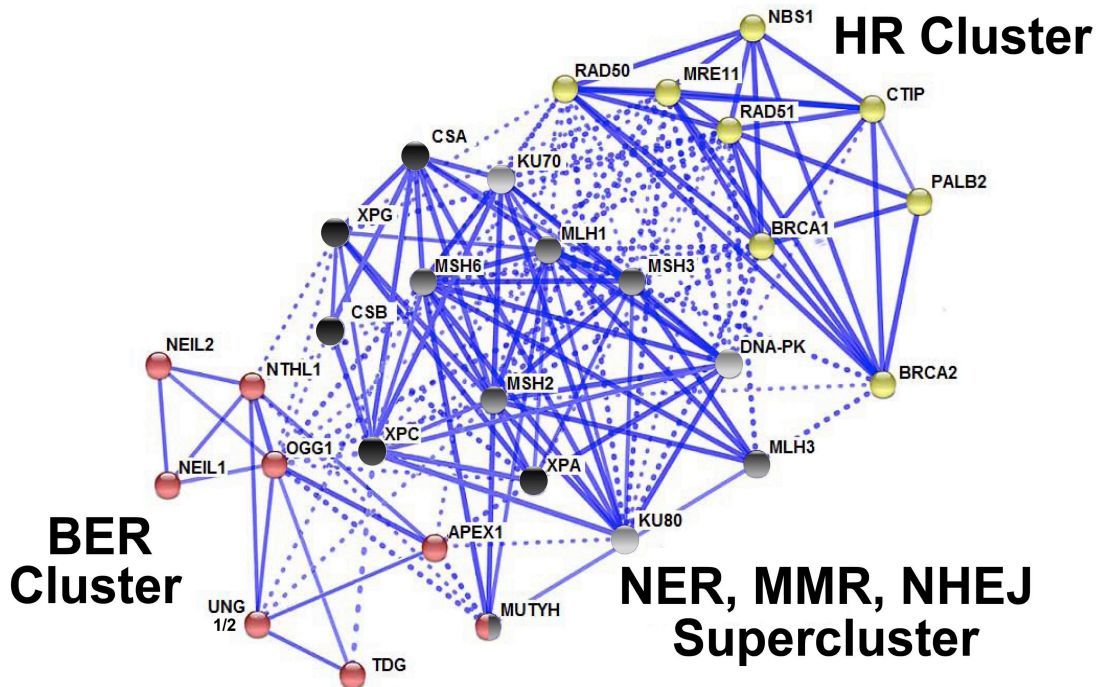 NBS1
HR Cluster
RAD50
MRE11
CTIP
RAD51
CSA
KU70
PALB2
XPG
MLH1
BRCA1
MSH6
MSH3
CSB
NEIL2
DNA-PK
NTHL1
BRCA2
MSH2
XPC
OGG1
MLH3
NEIL1
XPA
KU80
APEX1
BER
Cluster
NER, MMR, NHEJ
Supercluster
UNG
1/2
MUTYH
TDG